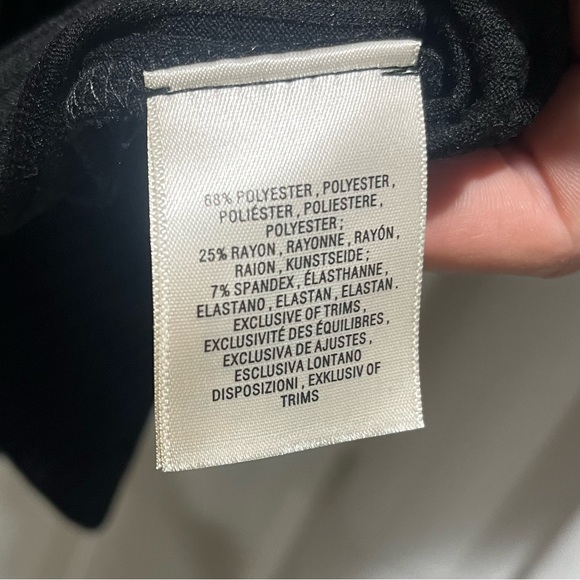 68% POLYESTER, POLYESTER,
POLIÉSTER, POLIESTERE,
POLYESTER;
25% RAYON, RAYONNE, RAYÓN,
RAION, KUNSTSEIDE;
7% SPANDEX, ÉLASTHANNE,
ELASTANO, ELASTAN, ELASTAN.
EXCLUSIVE OF TRIMS,
EXCLUSIVITÉ DES ÉQUILIBRES,
EXCLUSIVA DE AJUSTES,
ESCLUSIVA LONTANO
DISPOSIZIONI, EXKLUSIV OF
TRIMS